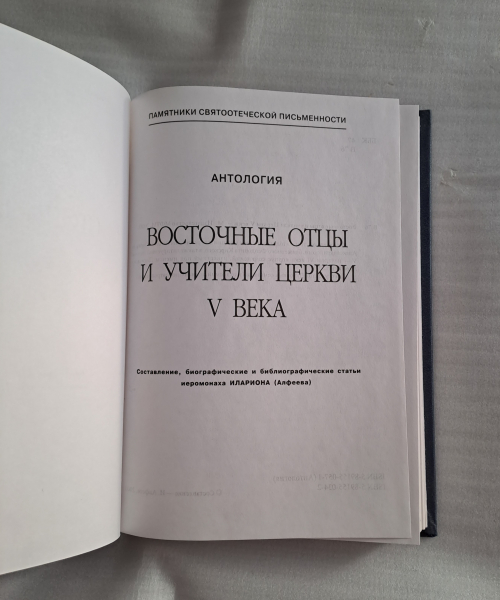 ПАМЯТНИКИ СВЯТООТЕЧЕСКОЙ ПИСЬМЕННОСТИ
АНТОЛОГИЯ
ВОСТОЧНЫЕ ОТЦЫ
И УЧИТЕЛИ ЦЕРКВИ
V ВЕКА
Составление, биографические и библиографические статьи
иеромонаха ИЛАРИОНА (Алфеева)